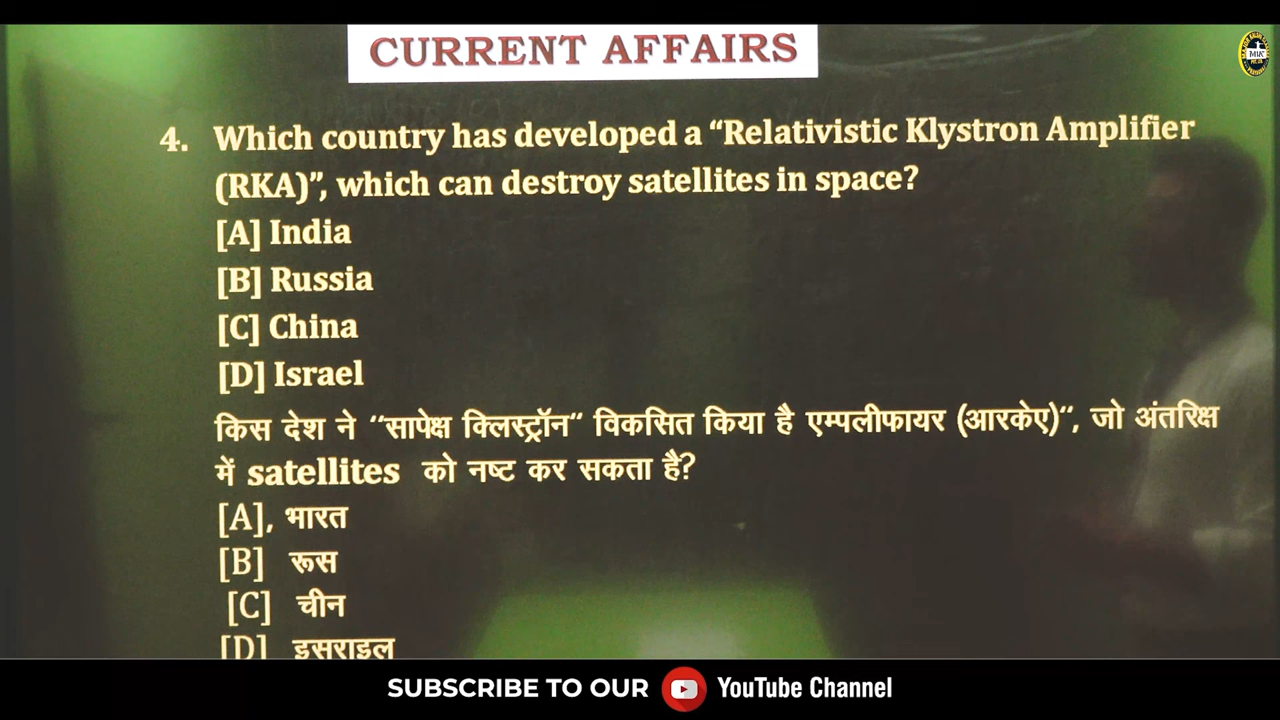 CURRENT AFFAIRS
MIK
4. Which country has developed a “Relativistic Klystron Amplifier
(RKA)”, which can destroy satellites in space?
[A] India
[B] Russia
[C] China
[D] Israel
किस देश ने “सापेक्ष क्लिस्ट्रॉन“ विकसित किया है एम्पलीफायर (आरकेए)“, जो अंतरिक्ष
में satellites को नष्ट कर सकता है?
[A], भारत
[B] रूस
[C] चीन
[D] इसराइल
SUBSCRIBE TO OUR YouTube Channel